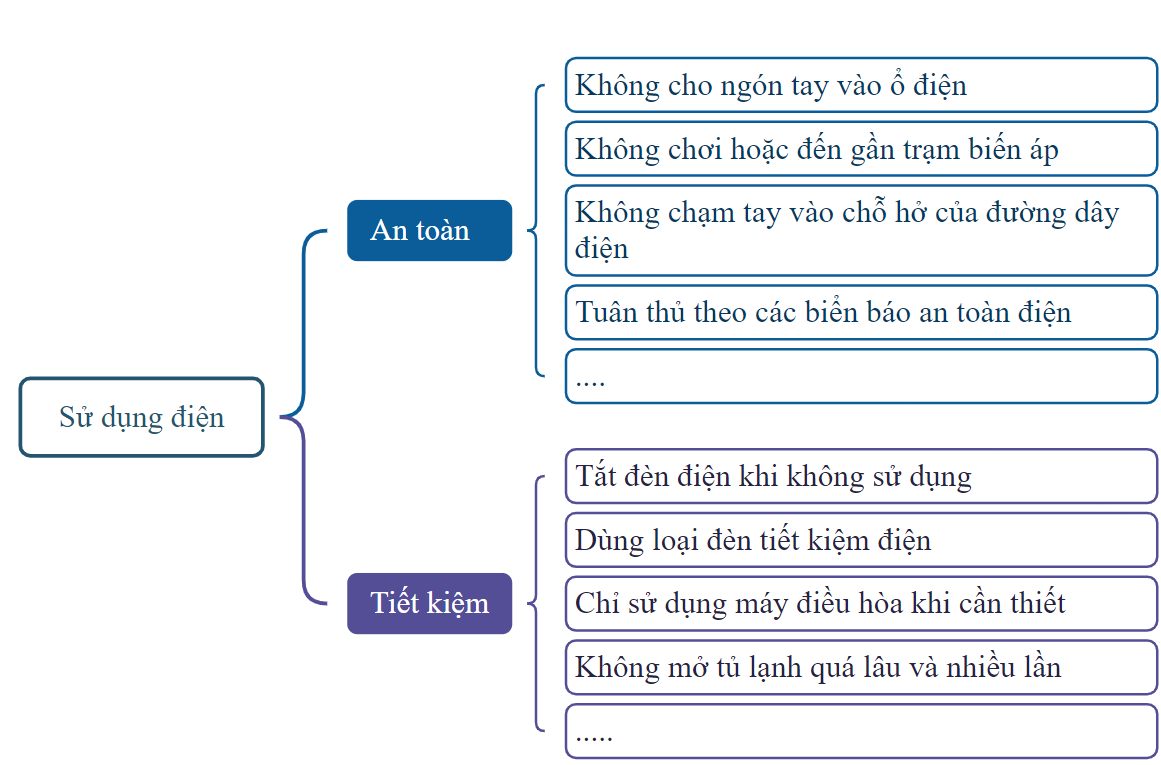 Sử dụng điện
An toàn
Không cho ngón tay vào ổ điện
Không chơi hoặc đến gần trạm biến áp
Không chạm tay vào chỗ hở của đường dây
điện
Tuân thủ theo các biển báo an toàn điện
....
Tiết kiệm
Tắt đèn điện khi không sử dụng
Dùng loại đèn tiết kiệm điện
Chỉ sử dụng máy điều hòa khi cần thiết
Không mở tủ lạnh quá lâu và nhiều lần
.....